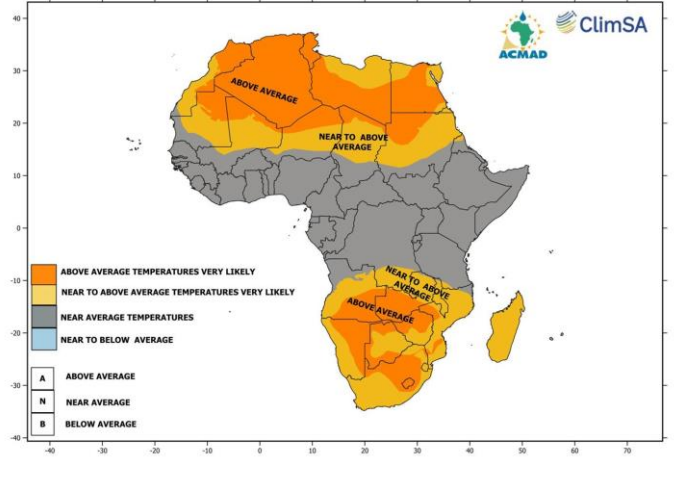 ACMAD
ClimSA
40
30
20
10
0
-10
-20
-30
-40
ABOVE AVERAGE
NEAR TO ABOVE
AVERAGE
NEAR TO ABOVE
AVERAGE
ABOVE AVERAGE
ABOVE AVERAGE TEMPERATURES VERY LIKELY
NEAR TO ABOVE AVERAGE TEMPERATURES VERY LIKELY
NEAR AVERAGE TEMPERATURES
NEAR TO BELOW AVERAGE
A ABOVE AVERAGE
N NEAR AVERAGE
B BELOW AVERAGE
-40 -30 -20 -10 0 10 20 30 40 50 60 70